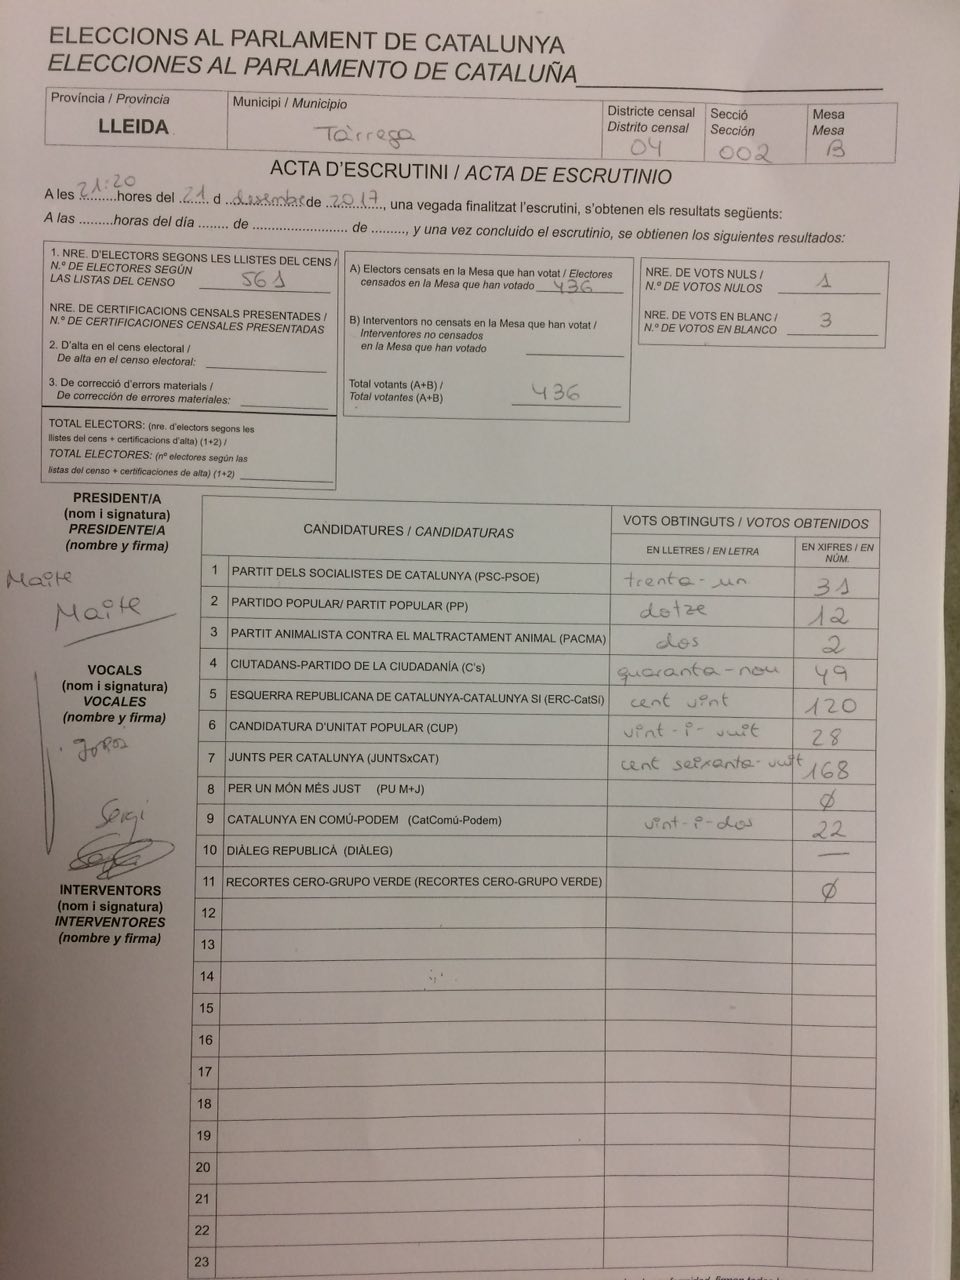 ELECCIONS AL PARLAMENT DE CATALUNYA
ELECCIONES AL PARLAMENTO DE CATALUÑA
Província / Provincia
LLEIDA
Municipi / Municipio
Tàrrega
Districte censal
Distrito censal
04
Secció
Sección
002
Mesa
Mesa
B
ACTA D'ESCRUTINI / ACTA DE ESCRUTINIO
A les 21:20 hores del 21 d desembre de 2017, una vegada finalitzat l'escrutini, s'obtenen els resultats següents:
A las .........horas del día ........ de ........................ de ........., y una vez concluido el escrutinio, se obtienen los siguientes resultados:
1. NRE. D'ELECTORS SEGONS LES LLISTES DEL CENS /
N.º DE ELECTORES SEGÚN
LAS LISTAS DEL CENSO 561
NRE. DE CERTIFICACIONS CENSALS PRESENTADES /
N.º DE CERTIFICACIONES CENSALES PRESENTADAS
2. D'alta en el cens electoral /
De alta en el censo electoral:
3. De correcció d'errors materials /
De corrección de errores materiales:
TOTAL ELECTORS: (nre. d'electors segons les
llistes del cens + certificacions d'alta) (1+2) /
TOTAL ELECTORES: (nº electores según las
listas del censo + certificaciones de alta) (1+2)
A) Electors censats en la Mesa que han votat / Electores
censados en la Mesa que han votado 436
B) Interventors no censats en la Mesa que han votat /
Interventores no censados
en la Mesa que han votado
Total votants (A+B) /
Total votantes (A+B) 436
NRE. DE VOTS NULS /
N.º DE VOTOS NULOS 1
NRE. DE VOTS EN BLANC /
N.º DE VOTOS EN BLANCO 3
PRESIDENT/A
(nom i signatura)
PRESIDENTE/A
(nombre y firma)
Maite
Maite
VOCALS
(nom i signatura)
VOCALES
(nombre y firma)
Sergi
INTERVENTORS
(nom i signatura)
INTERVENTORES
(nombre y firma)
CANDIDATURES / CANDIDATURAS
VOTS OBTINGUTS / VOTOS OBTENIDOS
EN LLETRES / EN LETRA
EN XIFRES / EN NÚM.
1 PARTIT DELS SOCIALISTES DE CATALUNYA (PSC-PSOE) trenta-un 31
2 PARTIDO POPULAR/ PARTIT POPULAR (PP) dotze 12
3 PARTIT ANIMALISTA CONTRA EL MALTRACTAMENT ANIMAL (PACMA) dos 2
4 CIUTADANS-PARTIDO DE LA CIUDADANÍA (C's) quaranta-nou 49
5 ESQUERRA REPUBLICANA DE CATALUNYA-CATALUNYA SÍ (ERC-CatSí) cent vint 120
6 CANDIDATURA D'UNITAT POPULAR (CUP) vint-i-vuit 28
7 JUNTS PER CATALUNYA (JUNTSxCAT) cent seixanta-vuit 168
8 PER UN MÓN MÉS JUST (PU M+J) Ø
9 CATALUNYA EN COMÚ-PODEM (CatComú-Podem) vint-i-dos 22
10 DIÀLEG REPUBLICÀ (DIÀLEG) —
11 RECORTES CERO-GRUPO VERDE (RECORTES CERO-GRUPO VERDE) Ø
12
13
14
15
16
17
18
19
20
21
22
23